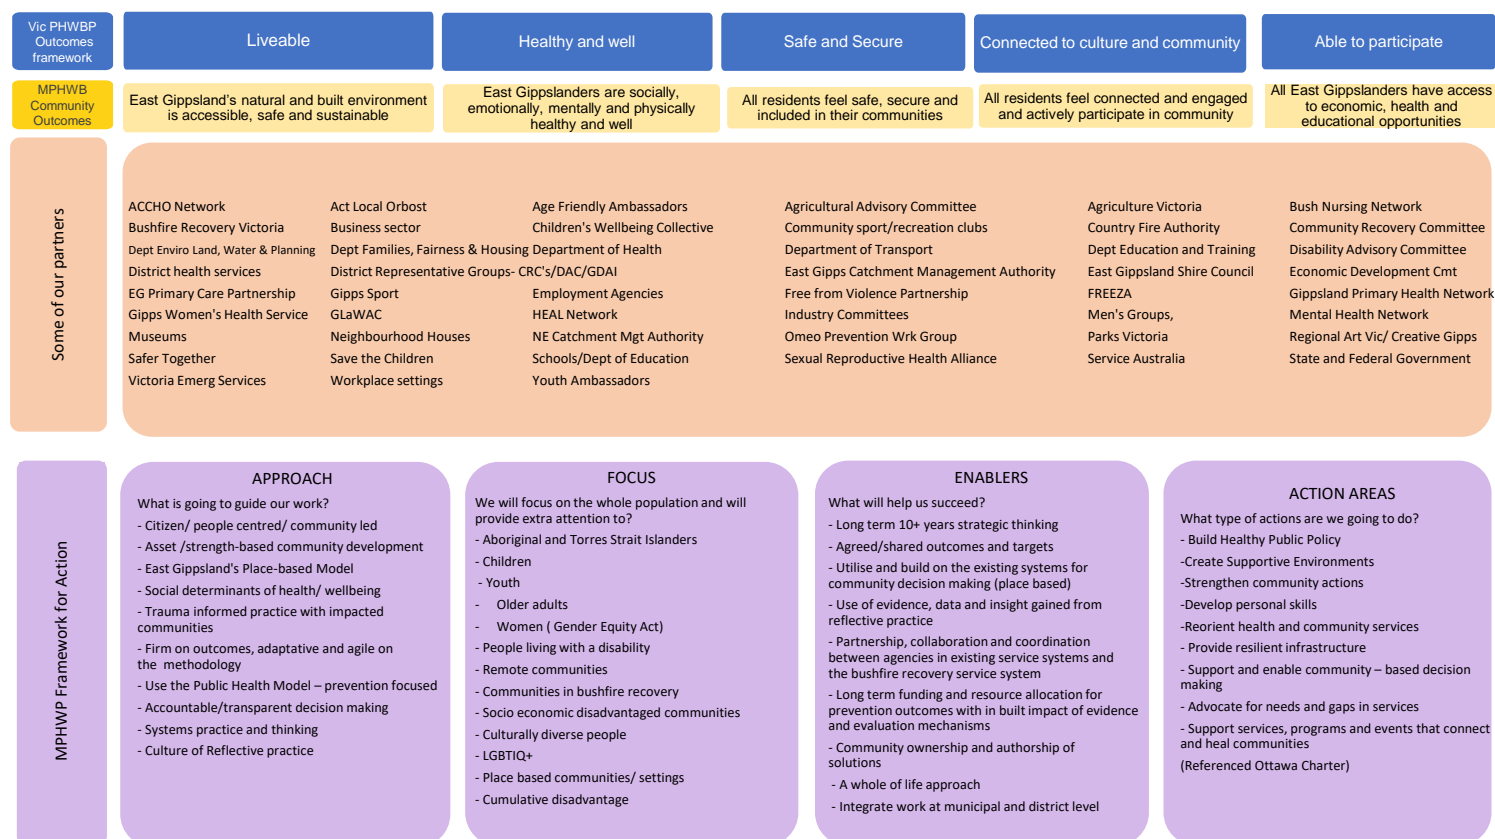 Vic PHWBP
Outcomes
framework
Liveable
Healthy and well
Safe and Secure
Connected to culture and community
Able to participate
MPHWB
Community
Outcomes
East Gippsland's natural and built environment
is accessible, safe and sustainable
East Gippslanders are socially,
emotionally, mentally and physically
healthy and well
All residents feel safe, secure and
included in their communities
All residents feel connected and engaged
and actively participate in community
All East Gippslanders have access
to economic, health and
educational opportunities
Some of our partners
ACCHO Network Act Local Orbost Age Friendly Ambassadors Agricultural Advisory Committee Agriculture Victoria Bush Nursing Network
Bushfire Recovery Victoria Business sector Children's Wellbeing Collective Community sport/recreation clubs Country Fire Authority Community Recovery Committee
Dept Enviro Land, Water & Planning Dept Families, Fairness & Housing Department of Health Department of Transport Dept Education and Training Disability Advisory Committee
District health services District Representative Groups- CRC's/DAC/GDAI East Gipps Catchment Management Authority East Gippsland Shire Council Economic Development Cmt
EG Primary Care Partnership Gipps Sport Employment Agencies Free from Violence Partnership FREEZA Gippsland Primary Health Network
Gipps Women's Health Service GLaWAC HEAL Network Industry Committees Men's Groups, Mental Health Network
Museums Neighbourhood Houses NE Catchment Mgt Authority Omeo Prevention Wrk Group Parks Victoria Regional Art Vic/ Creative Gipps
Safer Together Save the Children Schools/Dept of Education Sexual Reproductive Health Alliance Service Australia State and Federal Government
Victoria Emerg Services Workplace settings Youth Ambassadors
MPHWP Framework for Action
APPROACH
What is going to guide our work?
- Citizen/ people centred/ community led
- Asset /strength-based community development
- East Gippsland's Place-based Model
- Social determinants of health/ wellbeing
- Trauma informed practice with impacted
communities
- Firm on outcomes, adaptative and agile on
the methodology
- Use the Public Health Model – prevention focused
- Accountable/transparent decision making
- Systems practice and thinking
- Culture of Reflective practice
FOCUS
We will focus on the whole population and will
provide extra attention to?
- Aboriginal and Torres Strait Islanders
- Children
- Youth
- Older adults
- Women ( Gender Equity Act)
- People living with a disability
- Remote communities
- Communities in bushfire recovery
- Socio economic disadvantaged communities
- Culturally diverse people
- LGBTIQ+
- Place based communities/ settings
- Cumulative disadvantage
ENABLERS
What will help us succeed?
- Long term 10+ years strategic thinking
- Agreed/shared outcomes and targets
- Utilise and build on the existing systems for
community decision making (place based)
- Use of evidence, data and insight gained from
reflective practice
- Partnership, collaboration and coordination
between agencies in existing service systems and
the bushfire recovery service system
- Long term funding and resource allocation for
prevention outcomes with in built impact of evidence
and evaluation mechanisms
- Community ownership and authorship of
solutions
- A whole of life approach
- Integrate work at municipal and district level
ACTION AREAS
What type of actions are we going to do?
- Build Healthy Public Policy
-Create Supportive Environments
-Strengthen community actions
-Develop personal skills
-Reorient health and community services
- Provide resilient infrastructure
- Support and enable community – based decision
making
- Advocate for needs and gaps in services
- Support services, programs and events that connect
and heal communities
(Referenced Ottawa Charter)